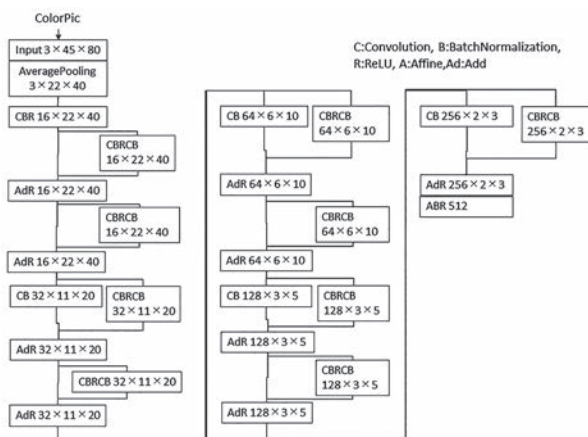 ColorPic
Input 3×45×80
AveragePooling
3×22×40
CBR 16×22×40
CBRCB
16×22×40
AdR 16×22×40
CBRCB
16×22×40
AdR 16×22×40
CB 32×11×20
CBRCB
32×11×20
AdR 32×11×20
CBRCB 32×11×20
AdR 32×11×20
CB 64×6×10
CBRCB
64×6×10
AdR 64×6×10
CBRCB
64×6×10
AdR 64×6×10
CB 128×3×5
CBRCB
128×3×5
AdR 128×3×5
CBRCB
128×3×5
AdR 128×3×5
C:Convolution, B:BatchNormalization,
R:ReLU, A:Affine,Ad:Add
CB 256×2×3
CBRCB
256×2×3
AdR 256×2×3
ABR 512